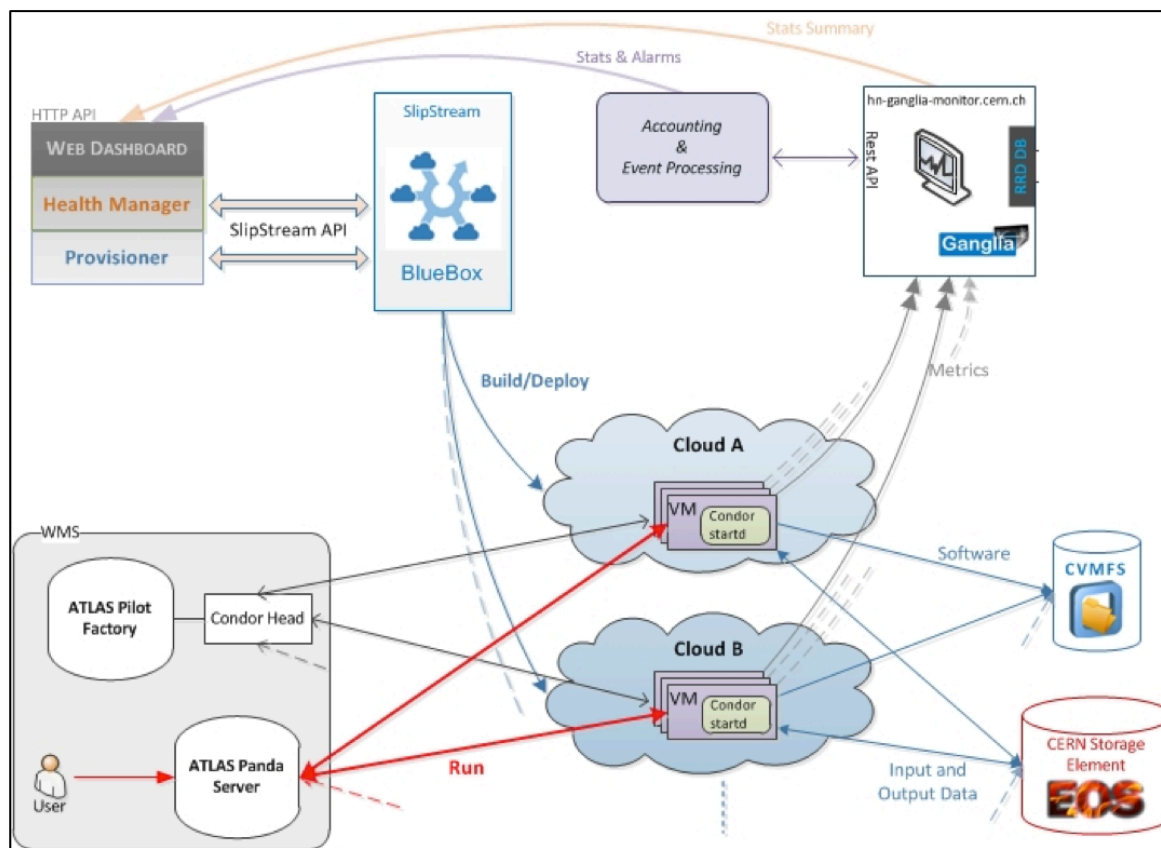 Stats Summary
Stats & Alarms
HTTP API
WEB DASHBOARD
Health Manager
Provisioner
SlipStream API
SlipStream
BlueBox
Accounting
&
Event Processing
hn-ganglia-monitor.cern.ch
Rest API
RRD DB
Ganglia
Metrics
Build/Deploy
Cloud A
VM
Condor
startd
WMS
ATLAS Pilot
Factory
Condor Head
Software
CVMFS
Cloud B
VM
Condor
startd
User
ATLAS Panda
Server
Run
Input and
Output Data
CERN Storage
Element
EOS